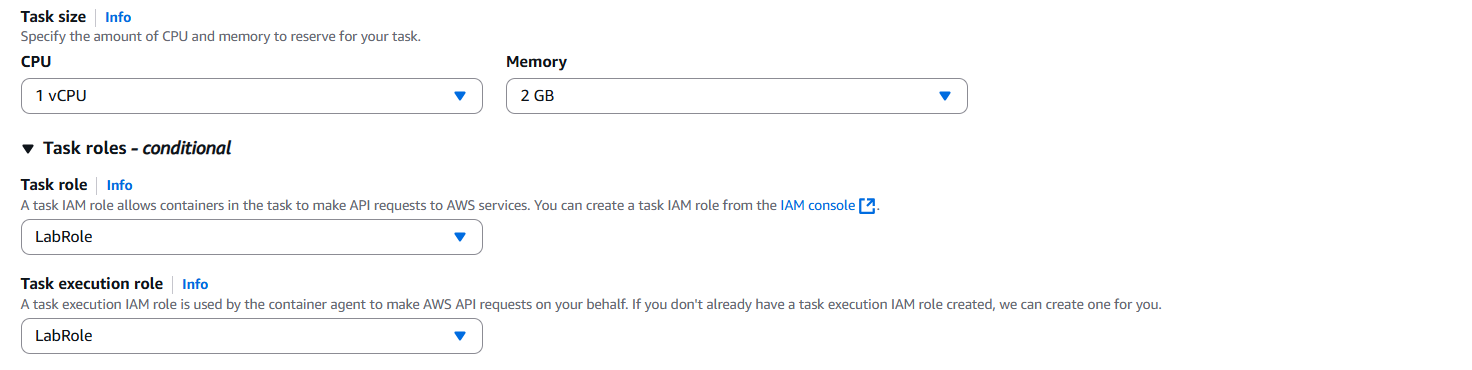 Task size Info
Specify the amount of CPU and memory to reserve for your task.
CPU Memory
1 vCPU 2 GB
Task roles - conditional
Task role Info
A task IAM role allows containers in the task to make API requests to AWS services. You can create a task IAM role from the IAM console.
LabRole
Task execution role Info
A task execution IAM role is used by the container agent to make AWS API requests on your behalf. If you don't already have a task execution IAM role created, we can create one for you.
LabRole